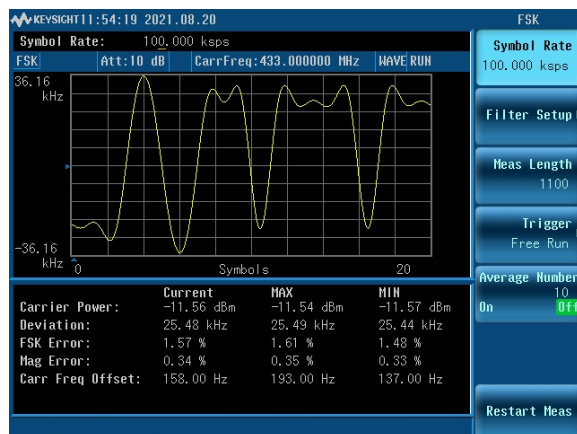 KEYSIGHT 11:54:19 2021.08.20 FSK
Symbol Rate: 100.000 ksps
FSK Att:10 dB CarrFreq:433.000000 MHz WAVE RUN
36.16
kHz
-36.16
kHz
0 Symbols 20
Current MAX MIN
Carrier Power: -11.56 dBm -11.54 dBm -11.57 dBm
Deviation: 25.48 kHz 25.49 kHz 25.44 kHz
FSK Error: 1.57 % 1.61 % 1.48 %
Mag Error: 0.34 % 0.35 % 0.33 %
Carr Freq Offset: 158.00 Hz 193.00 Hz 137.00 Hz
Symbol Rate
100.000 ksps
Filter Setup
Meas Length
1100
Trigger
Free Run
Average Number
10
On Off
Restart Meas